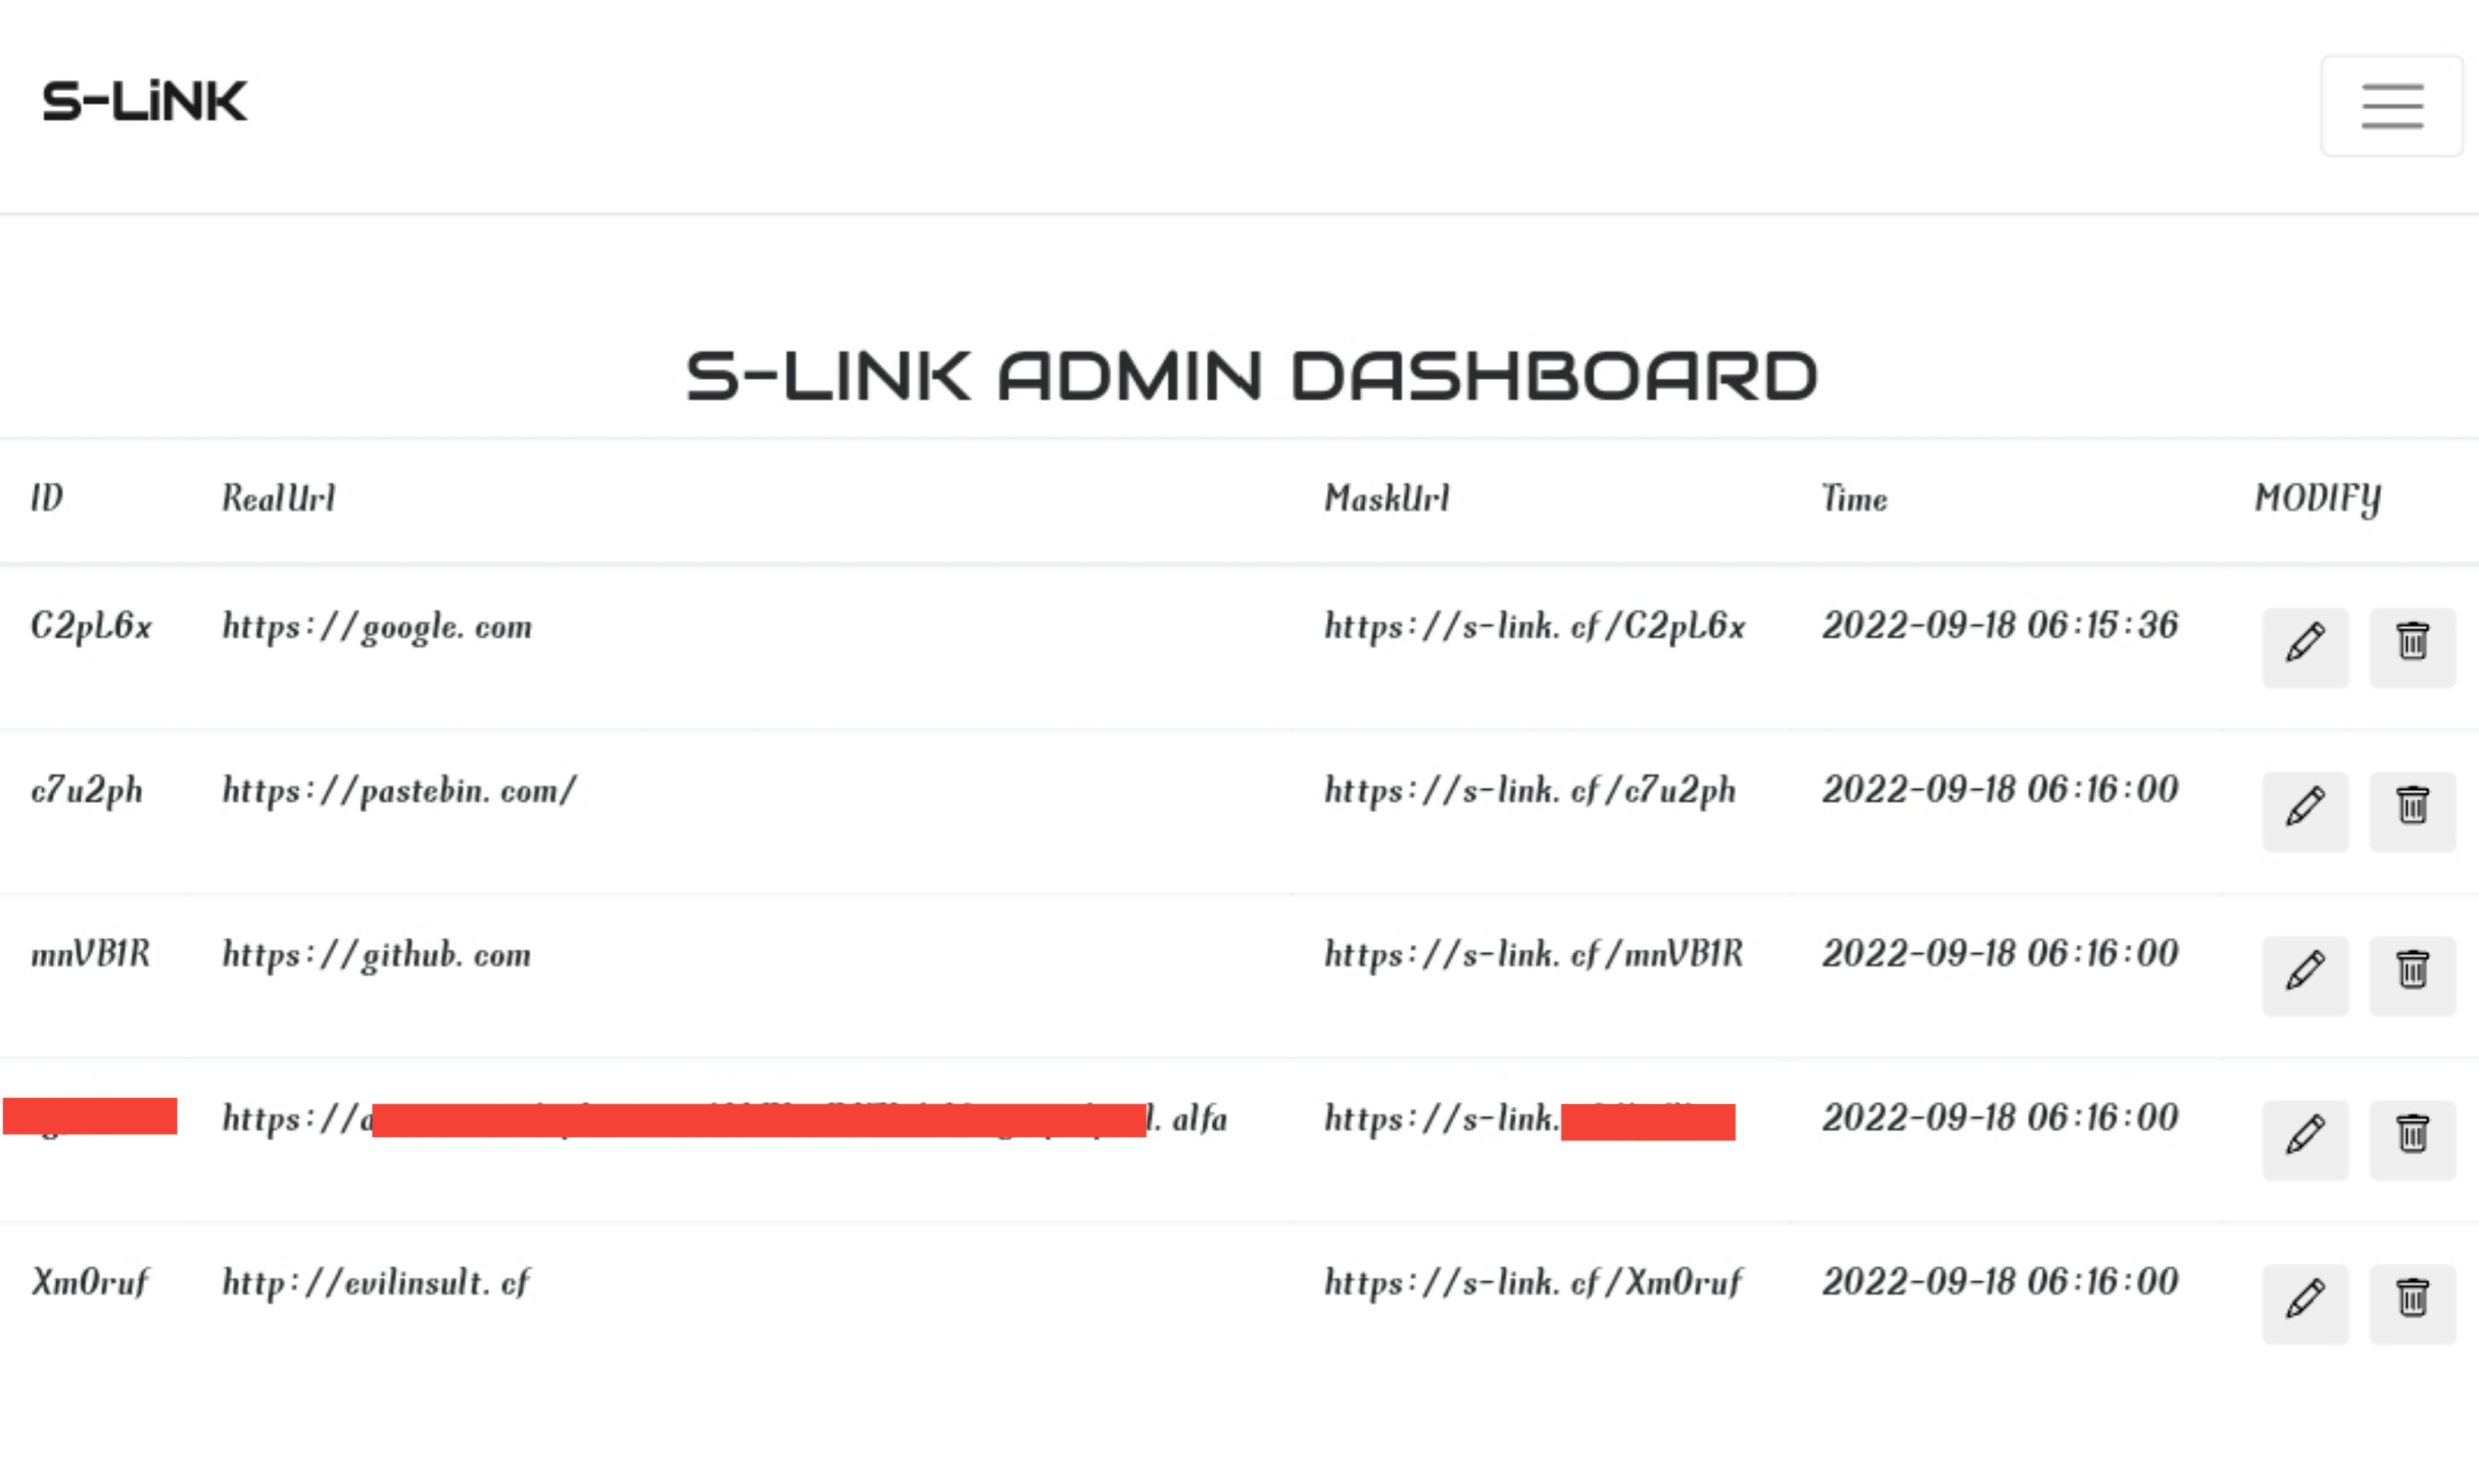 S-LiNK
S-LINK ADMIN DASHBOARD
ID RealUrl MaskUrl Time MODIFY
C2pL6x https://google.com https://s-link.cf/C2pL6x 2022-09-18 06:15:36
c7u2ph https://pastebin.com/ https://s-link.cf/c7u2ph 2022-09-18 06:16:00
mnVB1R https://github.com https://s-link.cf/mnVB1R 2022-09-18 06:16:00
https://a l.alfa https://s-link. 2022-09-18 06:16:00
Xm0ruf http://evilinsult.cf https://s-link.cf/Xm0ruf 2022-09-18 06:16:00